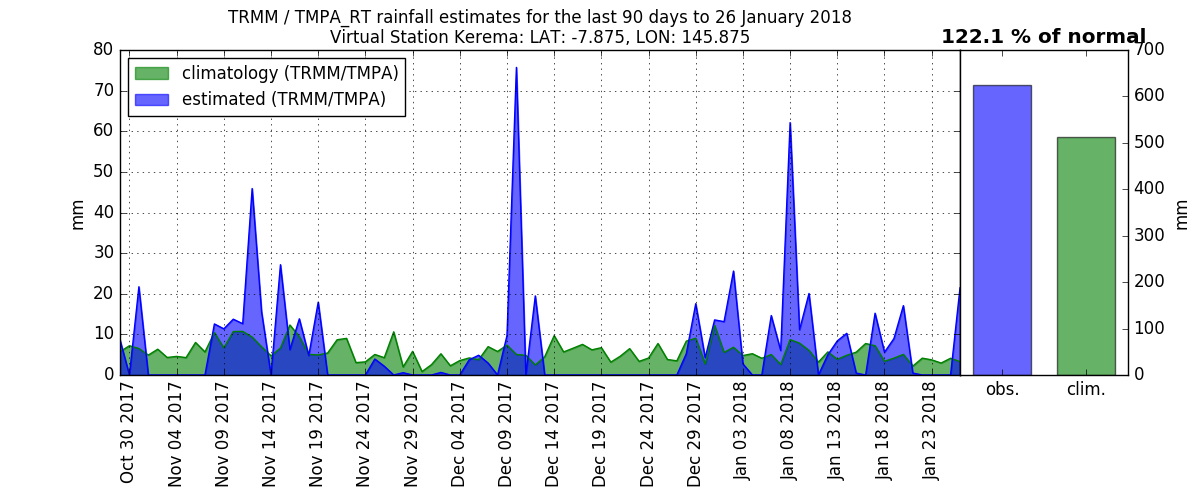 TRMM / TMPA_RT rainfall estimates for the last 90 days to 26 January 2018
Virtual Station Kerema: LAT: -7.875, LON: 145.875
122.1 % of normal
climatology (TRMM/TMPA)
estimated (TRMM/TMPA)
80
70
60
50
40
30
20
10
0
mm
Oct 30 2017
Nov 04 2017
Nov 09 2017
Nov 14 2017
Nov 19 2017
Nov 24 2017
Nov 29 2017
Dec 04 2017
Dec 09 2017
Dec 14 2017
Dec 19 2017
Dec 24 2017
Dec 29 2017
Jan 03 2018
Jan 08 2018
Jan 13 2018
Jan 18 2018
Jan 23 2018
700
600
500
400
300
200
100
0
mm
obs.
clim.